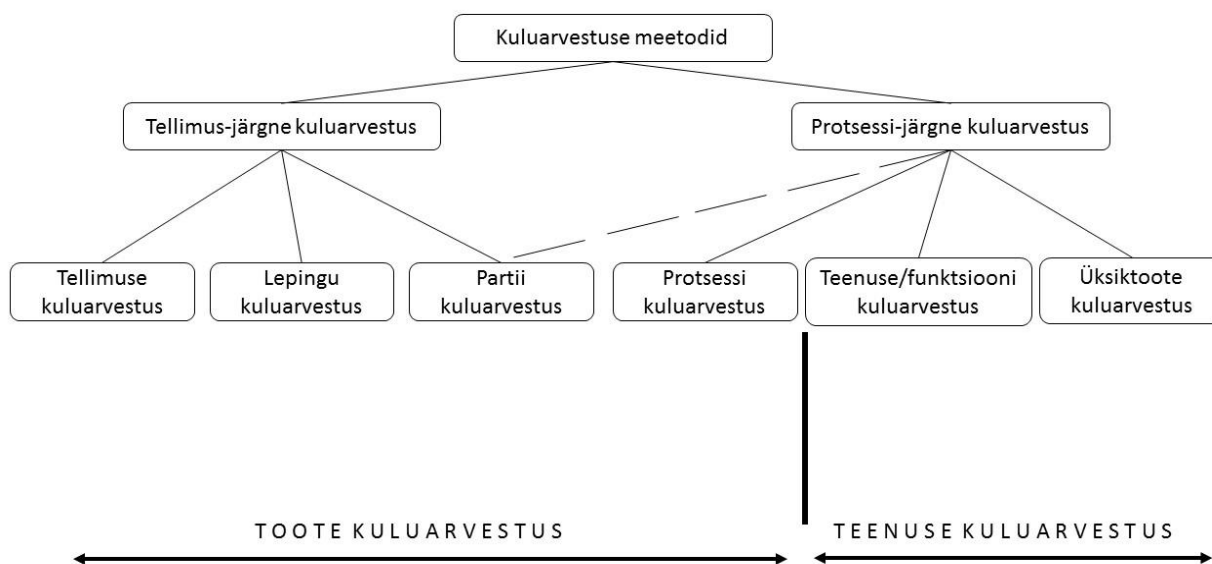 Kuluarvestuse meetodid
Tellimus-järgne kuluarvestus
Protsessi-järgne kuluarvestus
Tellimuse
kuluarvestus
Lepingu
kuluarvestus
Partii
kuluarvestus
Protsessi
kuluarvestus
Teenuse/funktsiooni
kuluarvestus
Üksiktoote
kuluarvestus
TOOTE KULUARVESTUS
TEENUSE KULUARVESTUS